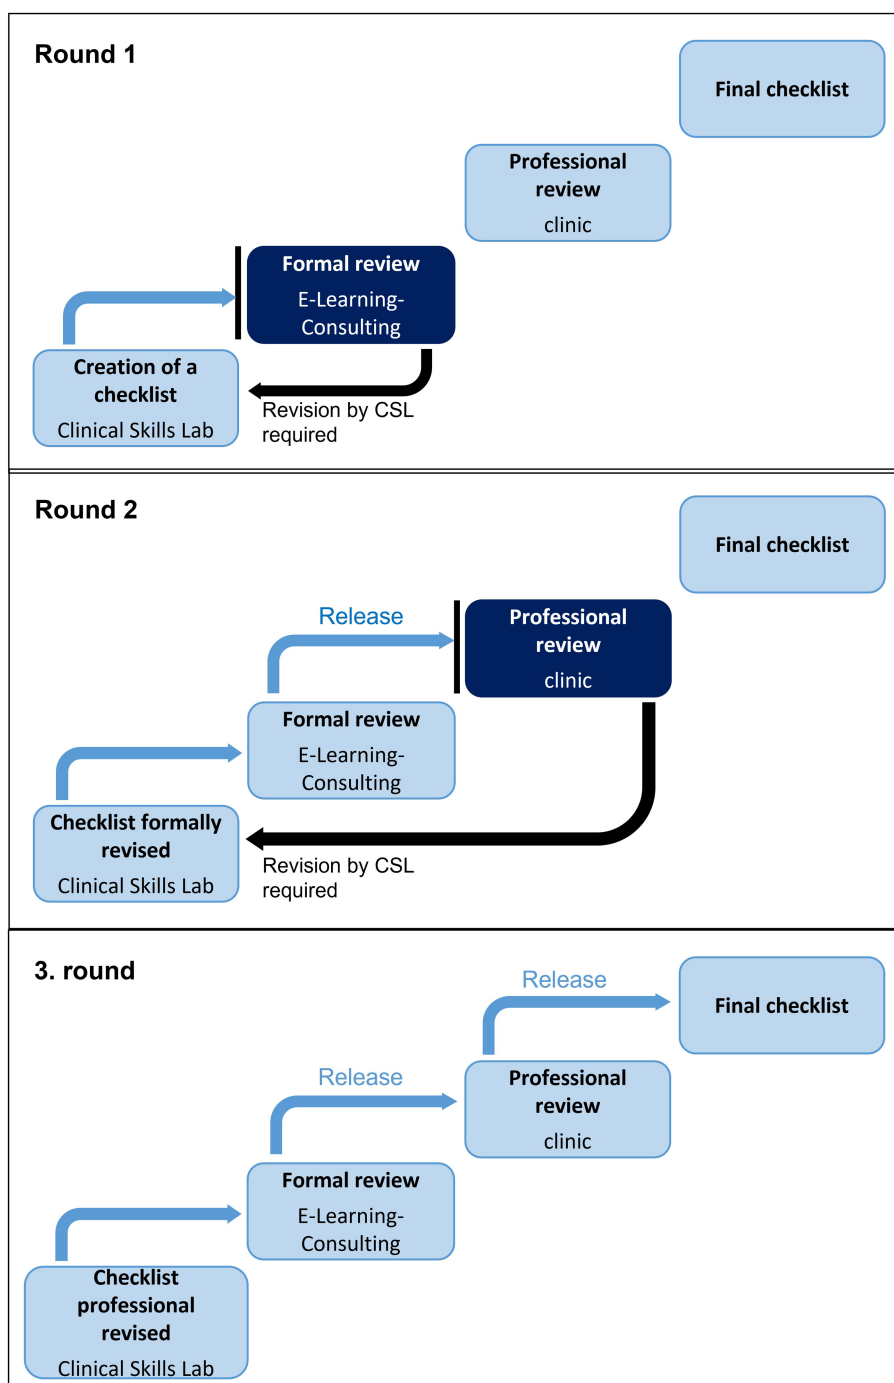 Round 1
Final checklist
Professional
review
clinic
Formal review
E-Learning-
Consulting
Creation of a
checklist
Clinical Skills Lab
Revision by CSL
required
Round 2
Final checklist
Release
Professional
review
clinic
Formal review
E-Learning-
Consulting
Checklist formally
revised
Clinical Skills Lab
Revision by CSL
required
3. round
Release
Final checklist
Release
Professional
review
clinic
Formal review
E-Learning-
Consulting
Checklist
professional
revised
Clinical Skills Lab